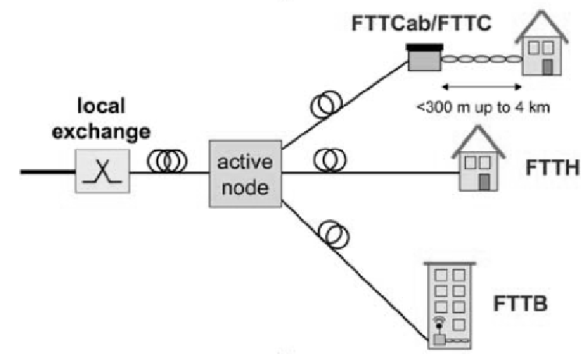 FTTCab/FTTC
<300 m up to 4 km
local
exchange
active
node
FTTH
FTTB